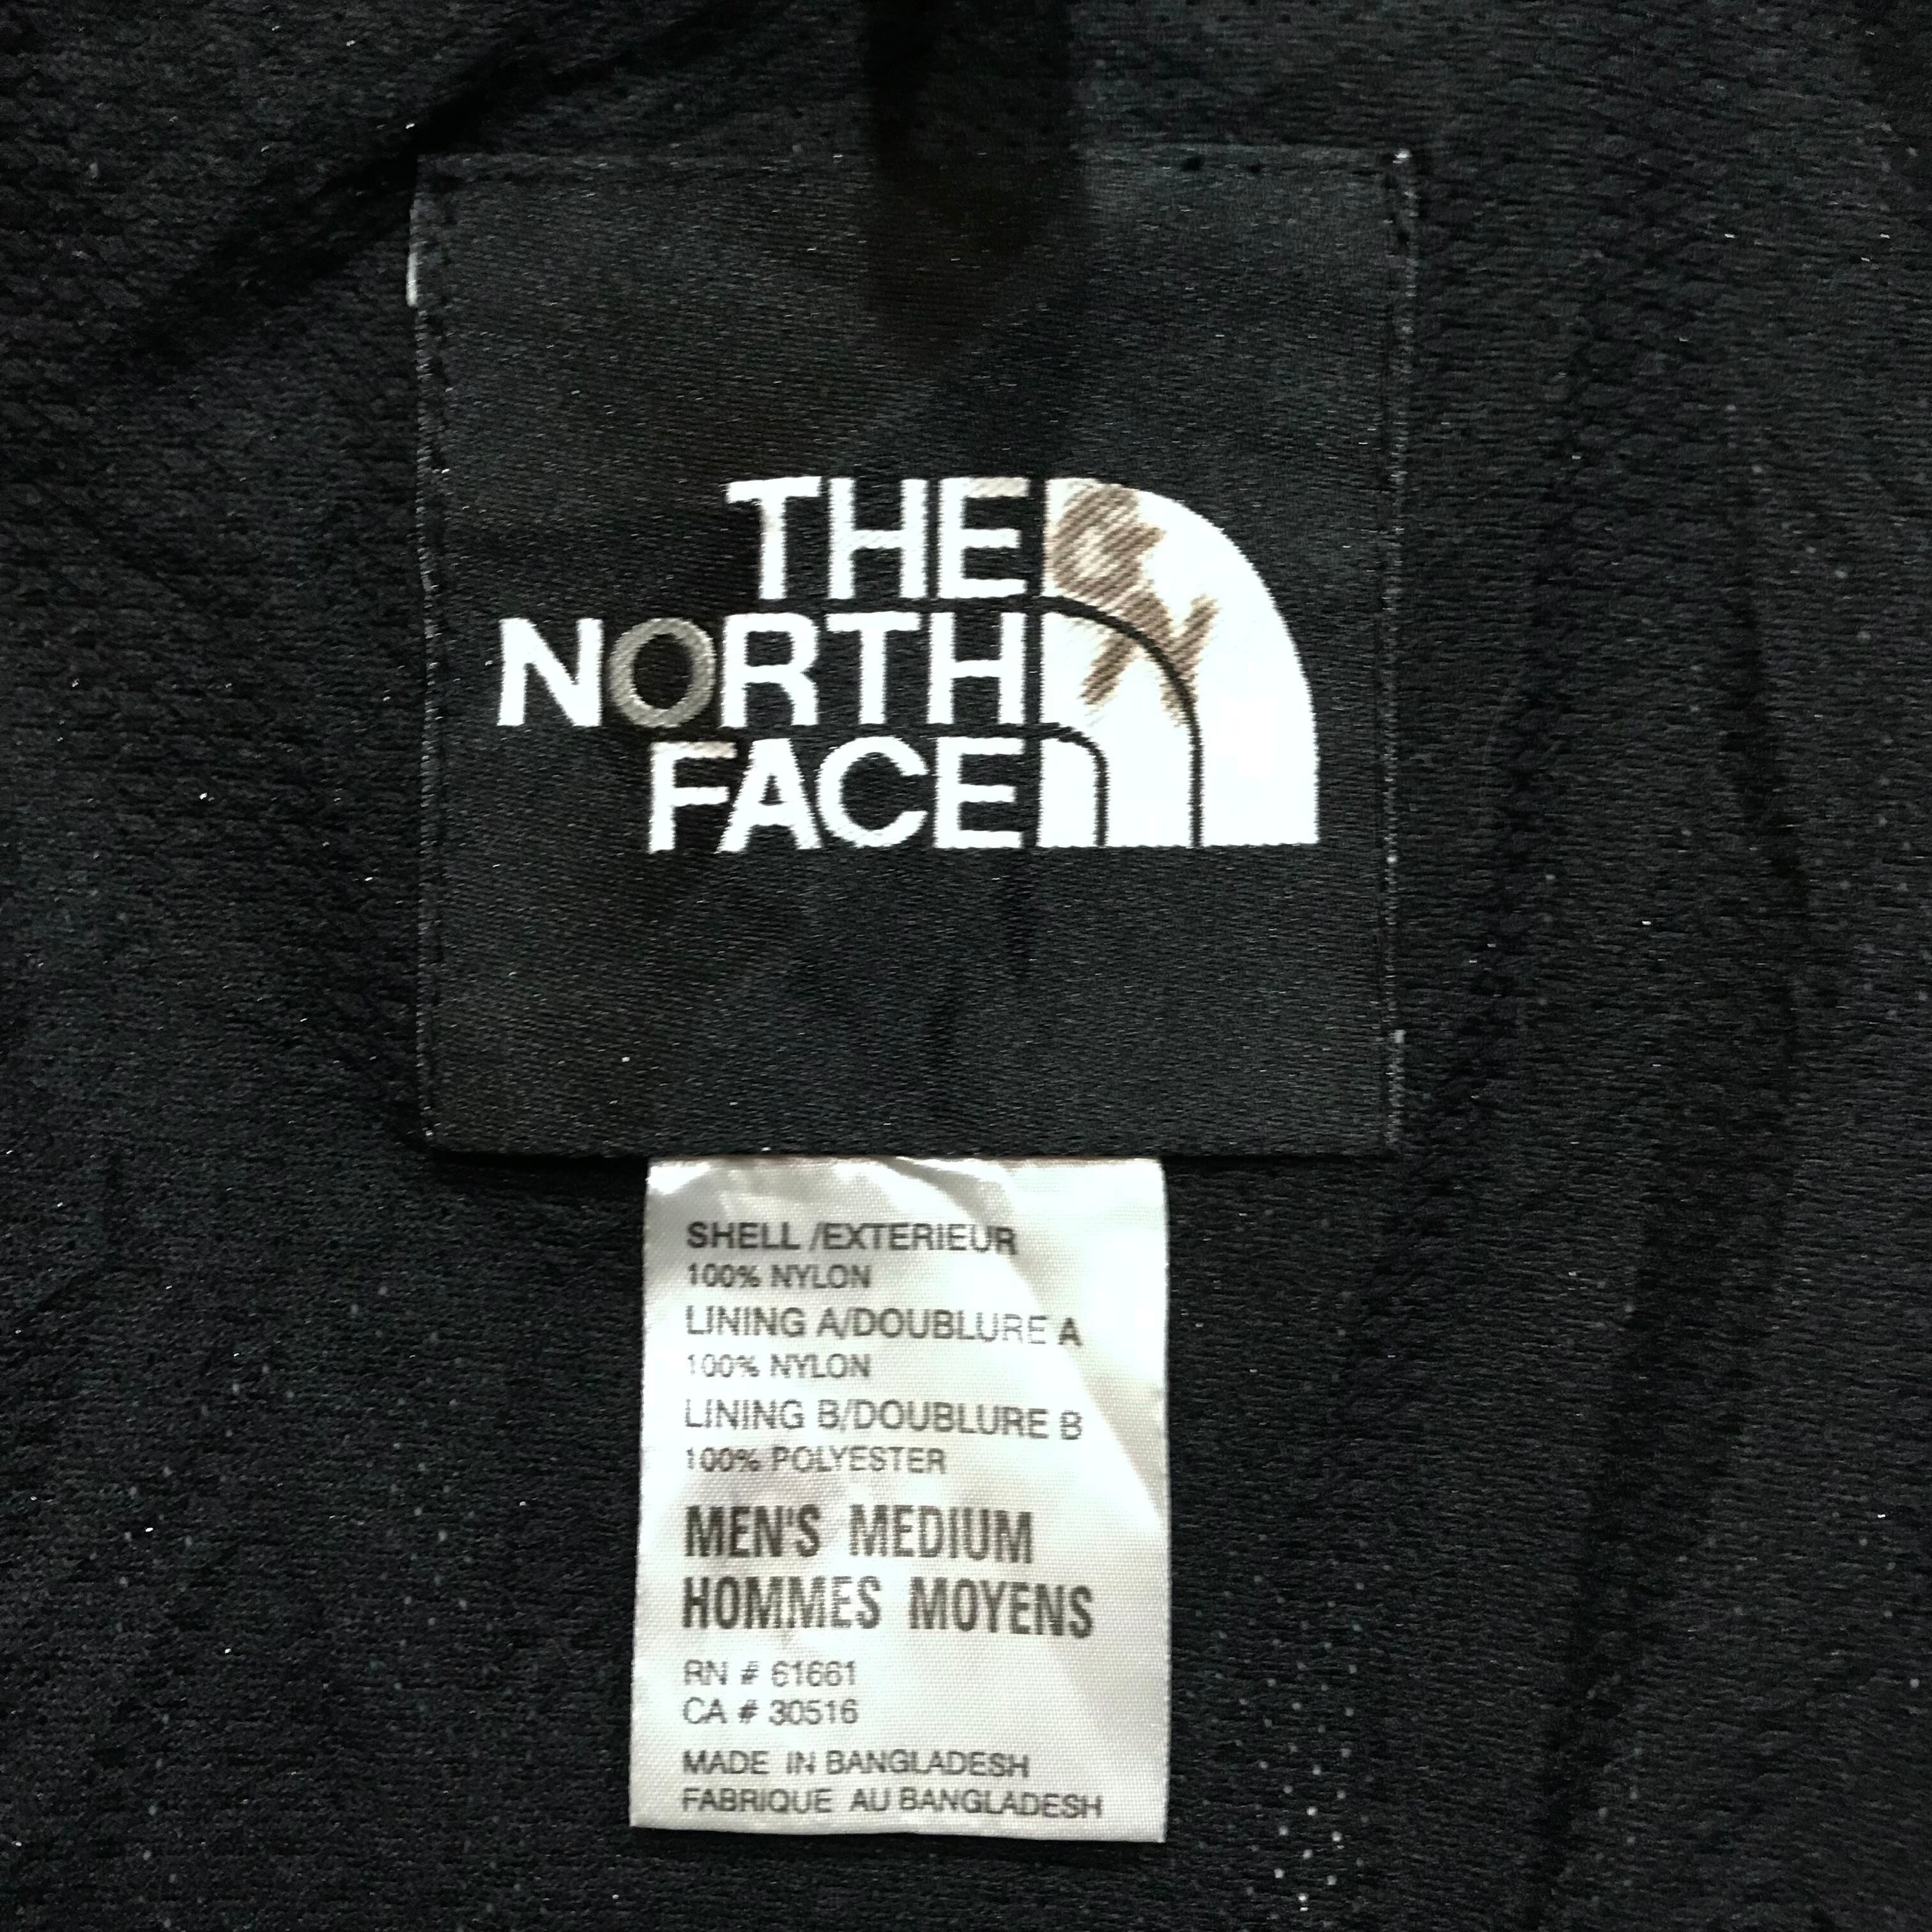 THE
NORTH
FACE
SHELL /EXTERIEUR
100% NYLON
LINING A/DOUBLURE A
100% NYLON
LINING B/DOUBLURE B
100% POLYESTER
MEN'S MEDIUM
HOMMES MOYENS
RN # 61661
CA # 30516
MADE IN BANGLADESH
FABRIQUE AU BANGLADESH